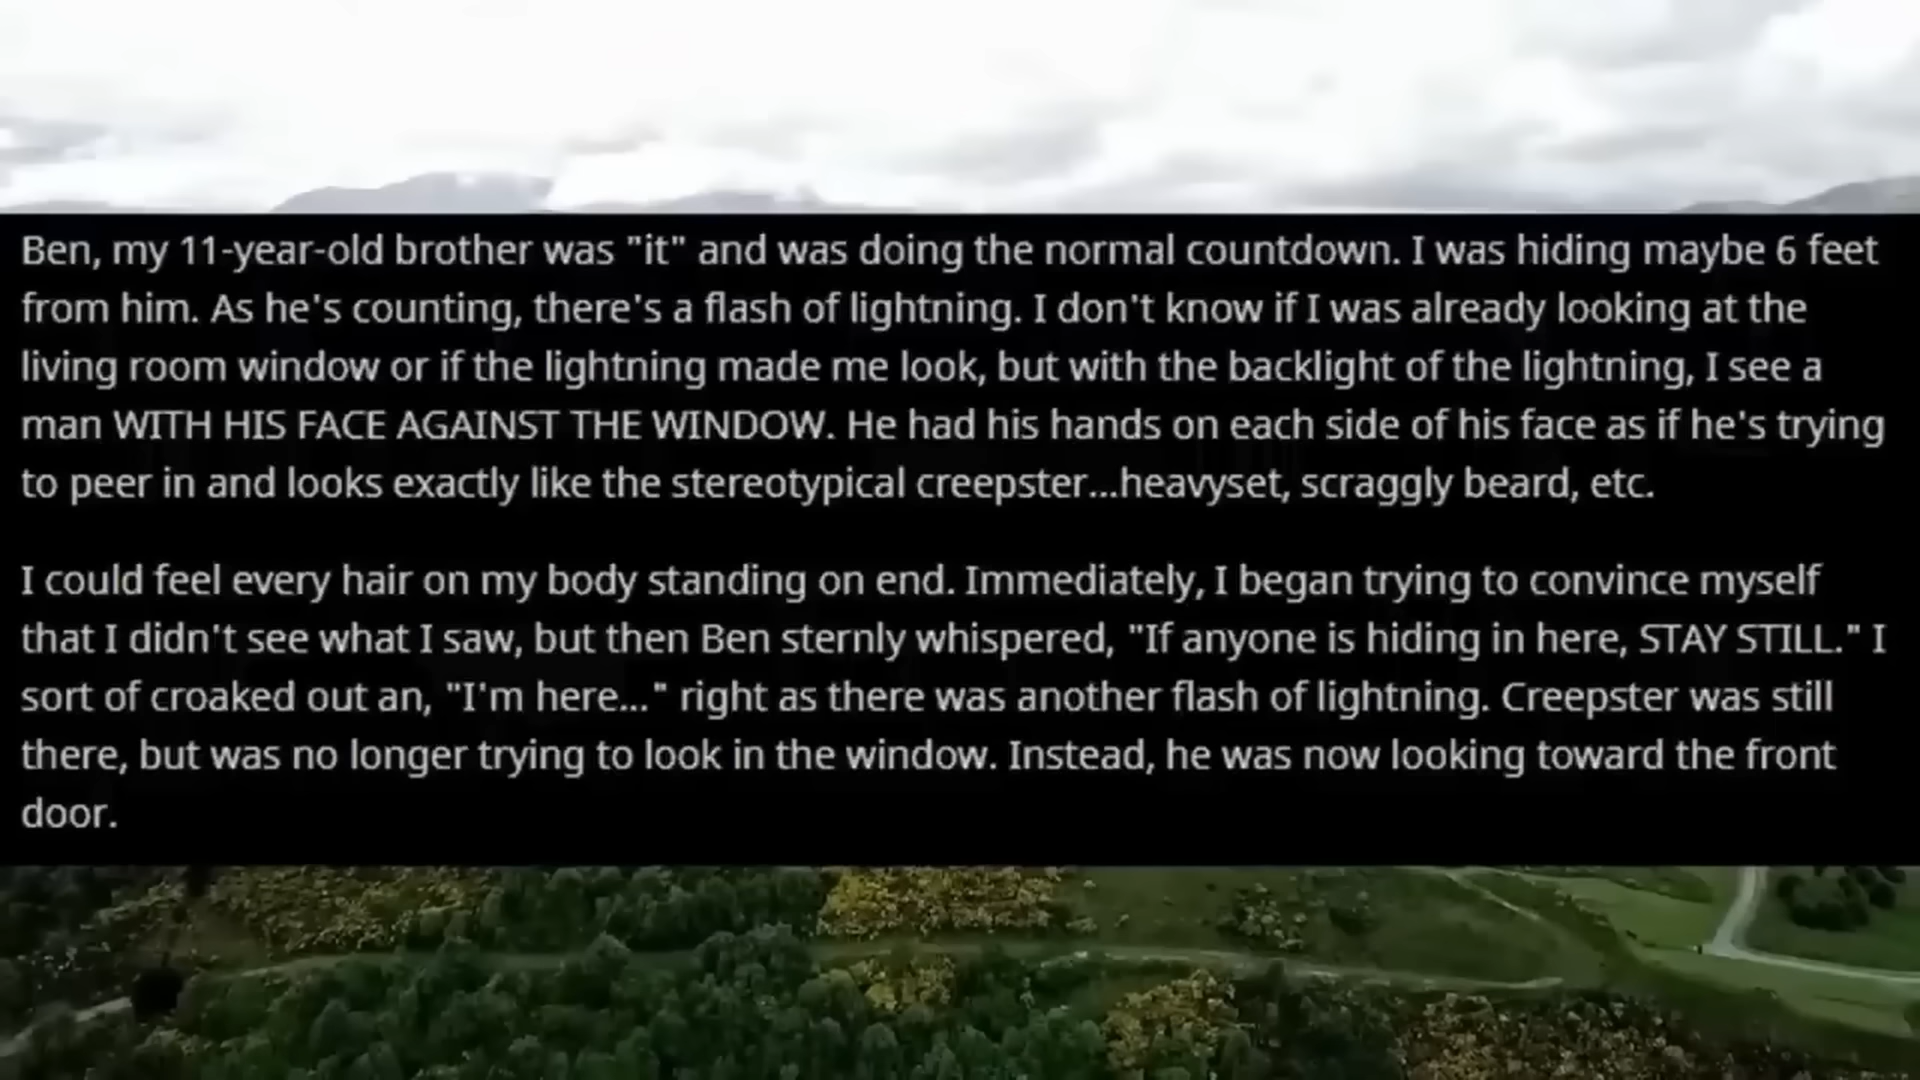 Ben, my 11-year-old brother was "it" and was doing the normal countdown. I was hiding maybe 6 feet
from him. As he's counting, there's a flash of lightning. I don't know if I was already looking at the
living room window or if the lightning made me look, but with the backlight of the lightning, I see a
man WITH HIS FACE AGAINST THE WINDOW. He had his hands on each side of his face as if he's trying
to peer in and looks exactly like the stereotypical creepster...heavyset, scraggly beard, etc.
I could feel every hair on my body standing on end. Immediately, I began trying to convince myself
that I didn't see what I saw, but then Ben sternly whispered, "If anyone is hiding in here, STAY STILL." I
sort of croaked out an, "I'm here..." right as there was another flash of lightning. Creepster was still
there, but was no longer trying to look in the window. Instead, he was now looking toward the front
door.